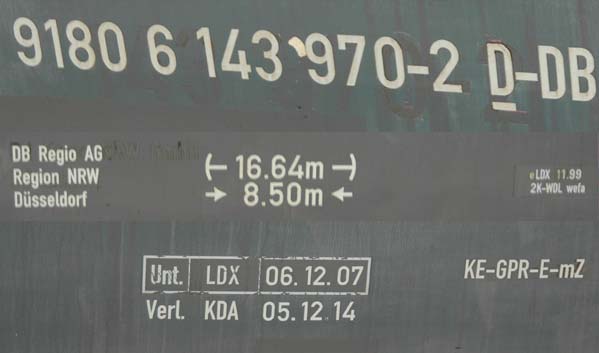 9180 6 143 970-2 D-DB
DB Regio AG
Region NRW
Düsseldorf
(← 16.64m →)
→ 8.50m ←
eLDX 11.99
2K-WDL wefa
Unt. LDX 06.12.07
Verl. KDA 05.12.14
KE-GPR-E-mZ